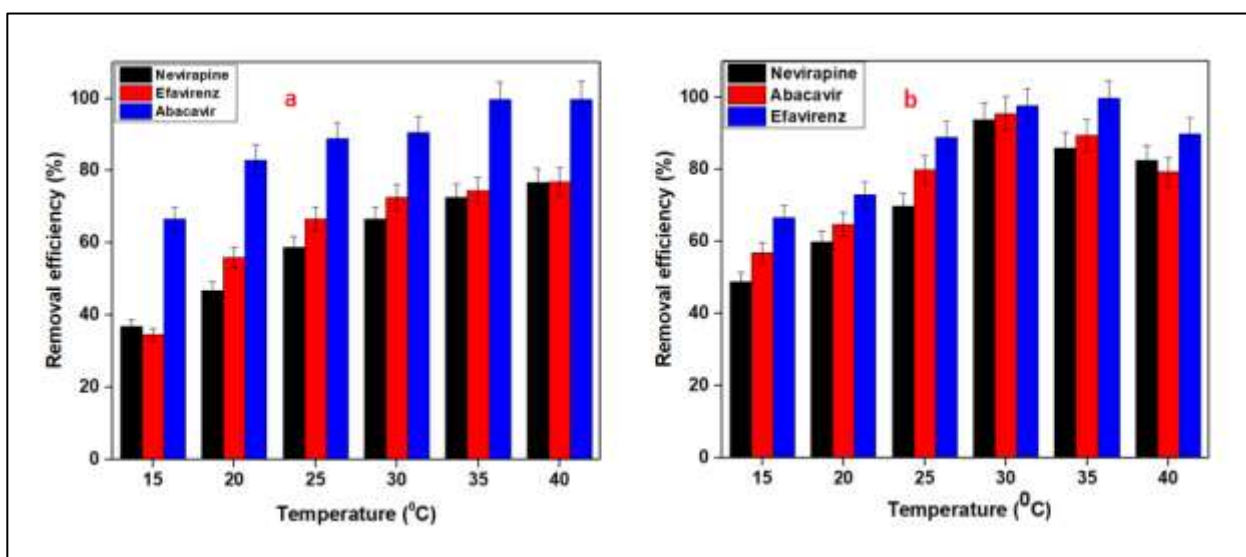 Nevirapine
Efavirenz
Abacavir
a
100
80
60
40
20
0
Removal efficiency (%)
15 20 25 30 35 40
Temperature (⁰C)
Nevirapine
Abacavir
Efavirenz
b
100
80
60
40
20
0
Removal efficiency (%)
15 20 25 30 35 40
Temperature (⁰C)